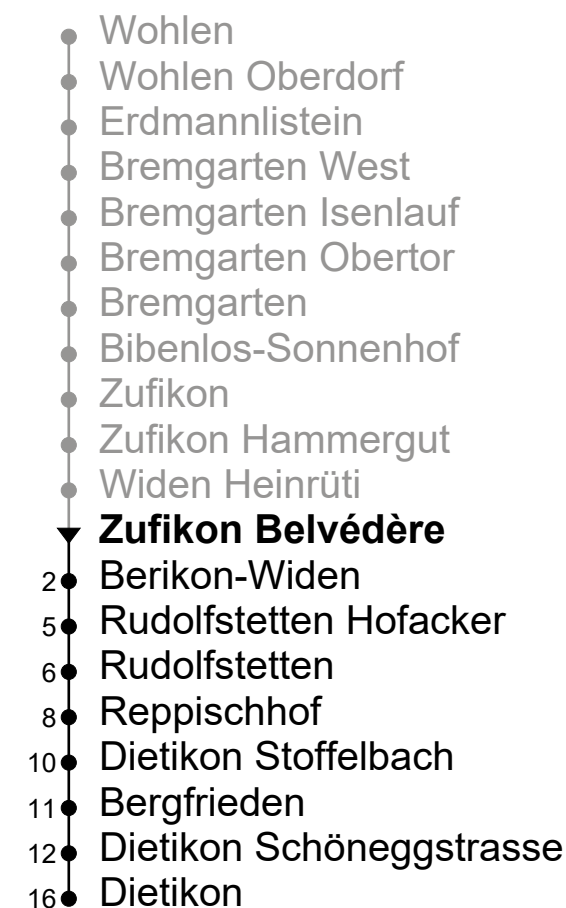 Wohlen
Wohlen Oberdorf
Erdmannlistein
Bremgarten West
Bremgarten Isenlauf
Bremgarten Obertor
Bremgarten
Bibenlos-Sonnenhof
Zufikon
Zufikon Hammergut
Widen Heinrüti
Zufikon Belvédère
2 Berikon-Widen
5 Rudolfstetten Hofacker
6 Rudolfstetten
8 Reppischhof
10 Dietikon Stoffelbach
11 Bergfrieden
12 Dietikon Schöneggstrasse
16 Dietikon